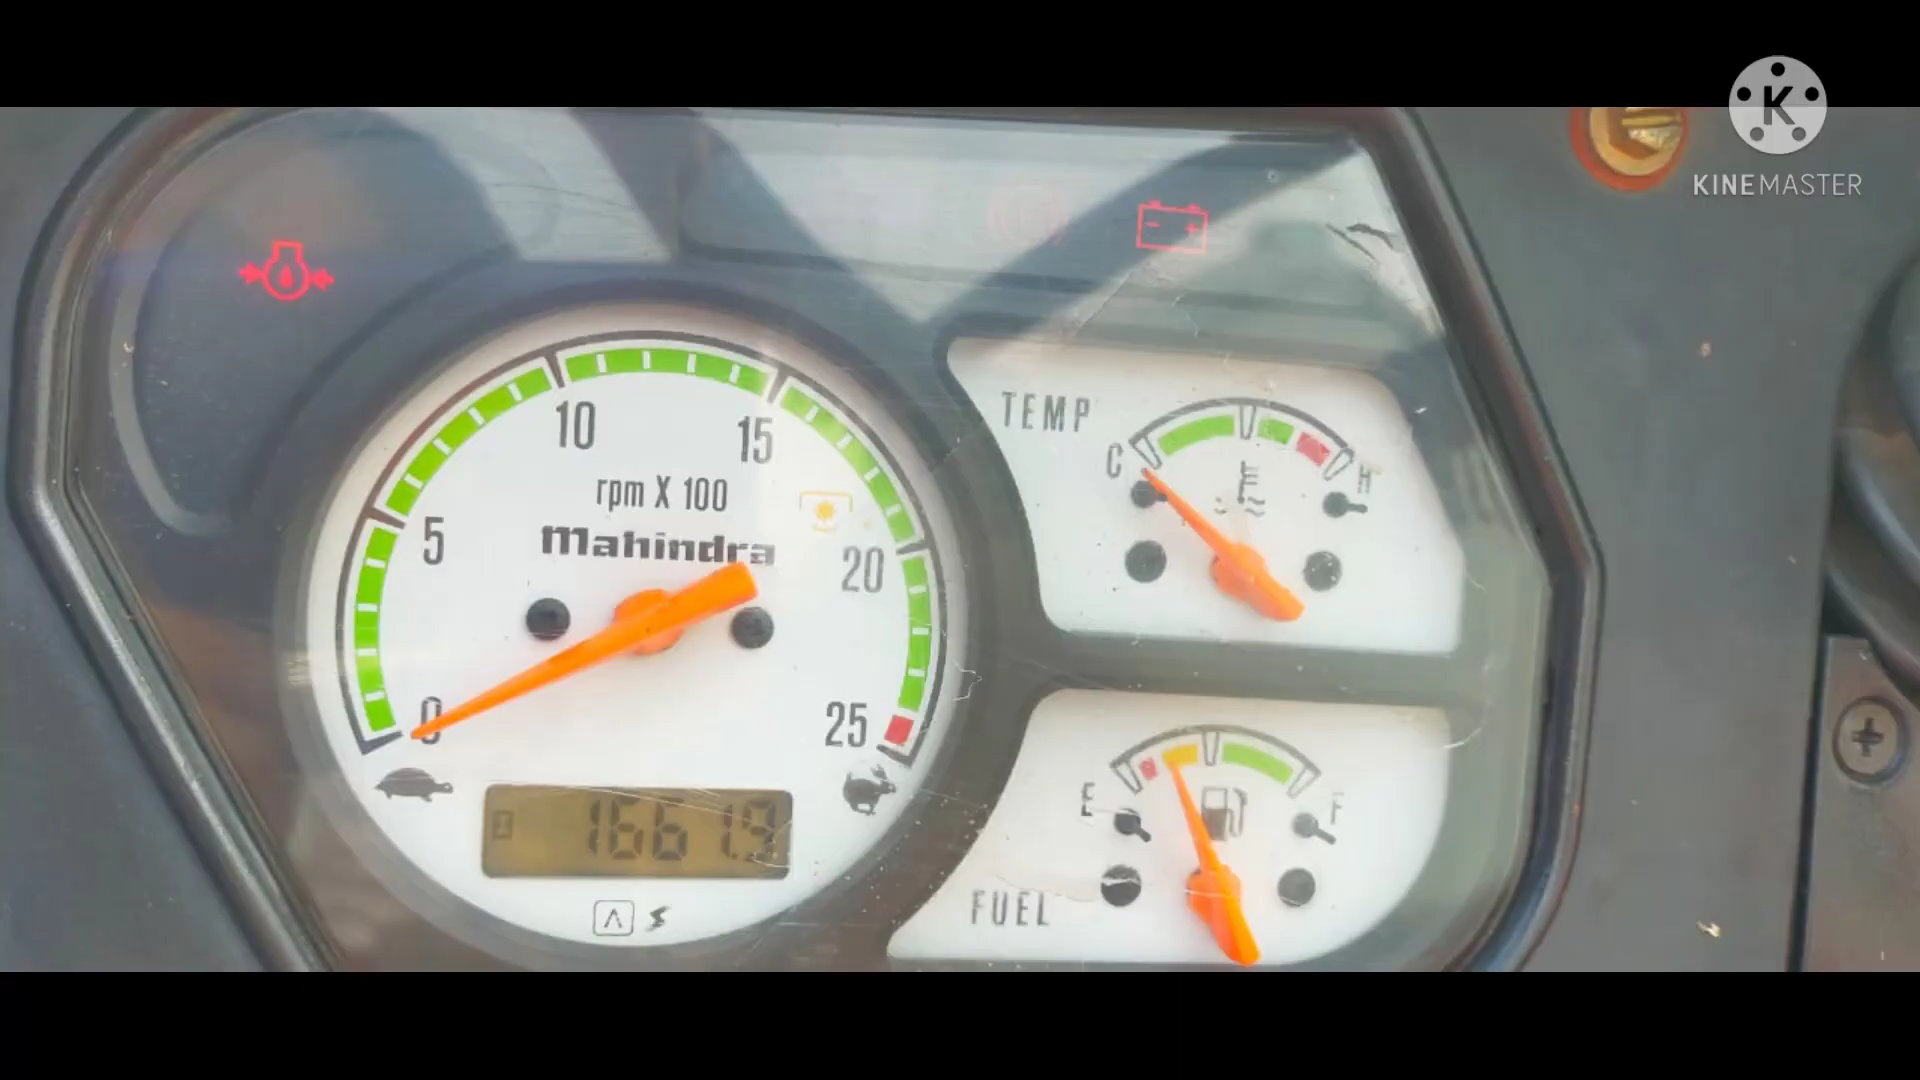 K
KINEMASTER
TEMP
C
H
10
15
5
rpm X 100
mahindra
20
0
25
1661.9
E
F
FUEL